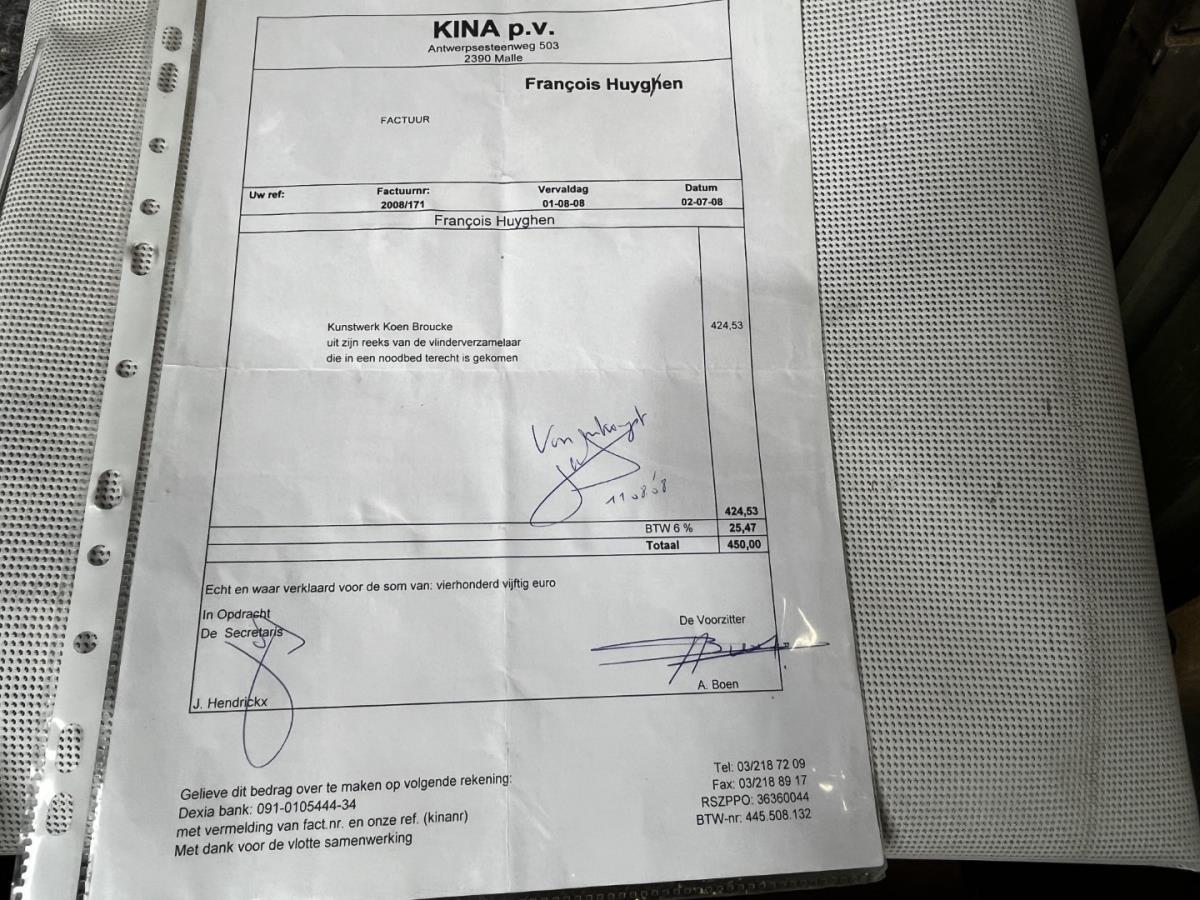 KINA p.v.
Antwerpsesteenweg 503
2390 Malle
François Huyghen
FACTUUR
Uw ref: Factuurnr: Vervaldag Datum
2008/171 01-08-08 02-07-08
François Huyghen
Kunstwerk Koen Broucke 424,53
uit zijn reeks van de vlinderverzamelaar
die in een noodbed terecht is gekomen
11.08.'08
424,53
BTW 6 % 25,47
Totaal 450,00
Echt en waar verklaard voor de som van: vierhonderd vijftig euro
In Opdracht
De Secretaris De Voorzitter
J. Hendrickx A. Boen
Gelieve dit bedrag over te maken op volgende rekening:
Dexia bank: 091-0105444-34
met vermelding van fact.nr. en onze ref. (kinanr)
Met dank voor de vlotte samenwerking
Tel: 03/218 72 09
Fax: 03/218 89 17
RSZPPO: 36360044
BTW-nr: 445.508.132